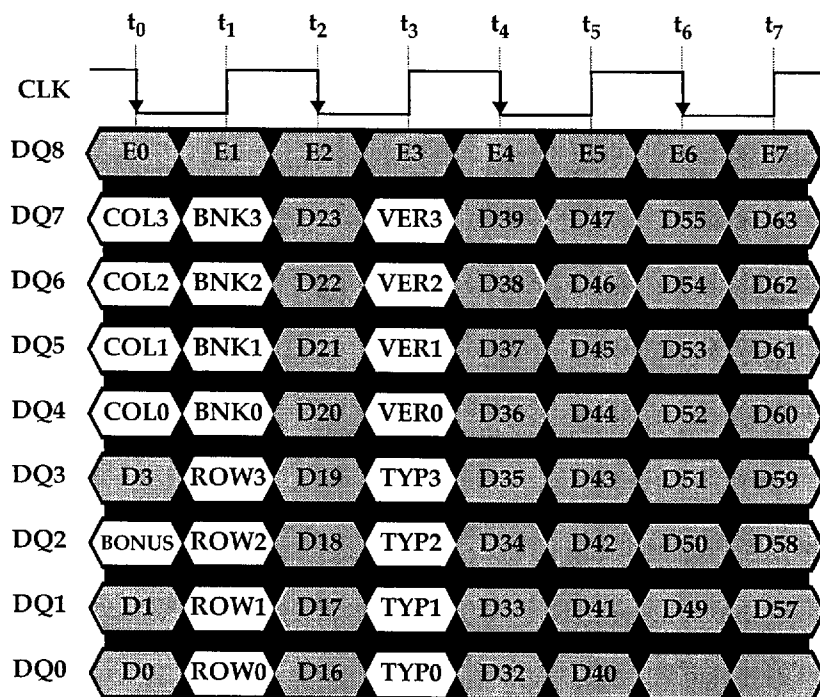 t0 t1 t2 t3 t4 t5 t6 t7
CLK
DQ8 E0 E1 E2 E3 E4 E5 E6 E7
DQ7 COL3 BNK3 D23 VER3 D39 D47 D55 D63
DQ6 COL2 BNK2 D22 VER2 D38 D46 D54 D62
DQ5 COL1 BNK1 D21 VER1 D37 D45 D53 D61
DQ4 COL0 BNK0 D20 VER0 D36 D44 D52 D60
DQ3 D3 ROW3 D19 TYP3 D35 D43 D51 D59
DQ2 BONUS ROW2 D18 TYP2 D34 D42 D50 D58
DQ1 D1 ROW1 D17 TYP1 D33 D41 D49 D57
DQ0 D0 ROW0 D16 TYP0 D32 D40